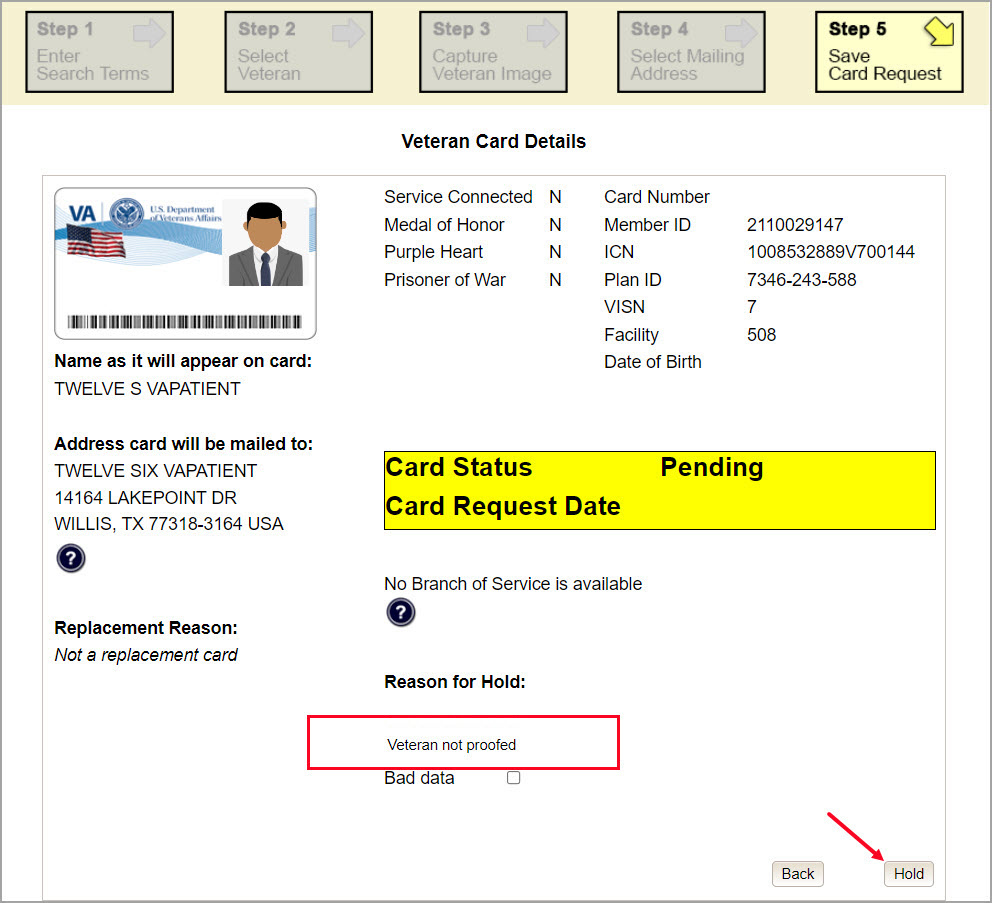 Step 1
Enter
Search Terms
Step 2
Select
Veteran
Step 3
Capture
Veteran Image
Step 4
Select Mailing
Address
Step 5
Save
Card Request
Veteran Card Details
VA
U.S. Department
of Veterans Affairs
Name as it will appear on card:
TWELVE S VAPATIENT
Address card will be mailed to:
TWELVE SIX VAPATIENT
14164 LAKEPOINT DR
WILLIS, TX 77318-3164 USA
?
Replacement Reason:
Not a replacement card
Service Connected N
Medal of Honor N
Purple Heart N
Prisoner of War N
Card Number
Member ID 2110029147
ICN 1008532889V700144
Plan ID 7346-243-588
VISN 7
Facility 508
Date of Birth
Card Status Pending
Card Request Date
No Branch of Service is available
?
Reason for Hold:
Veteran not proofed
Bad data
Back Hold